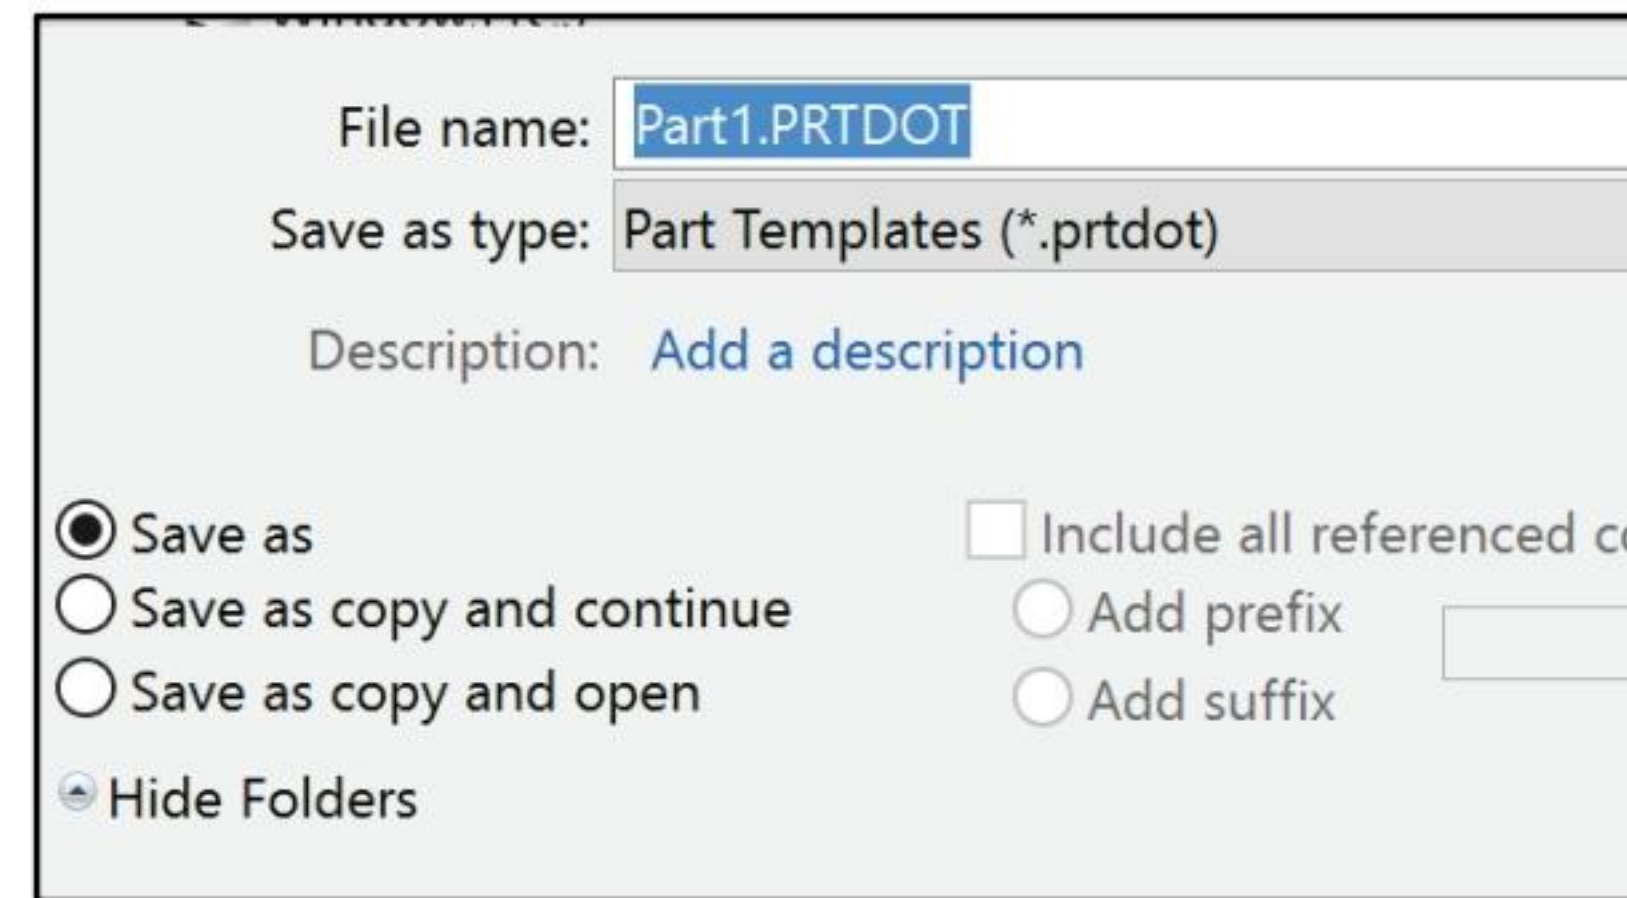 File name: Part1.PRTDOT
Save as type: Part Templates (*.prtdot)
Description: Add a description
Save as
Include all referenced
Save as copy and continue
Add prefix
Save as copy and open
Add suffix
Hide Folders